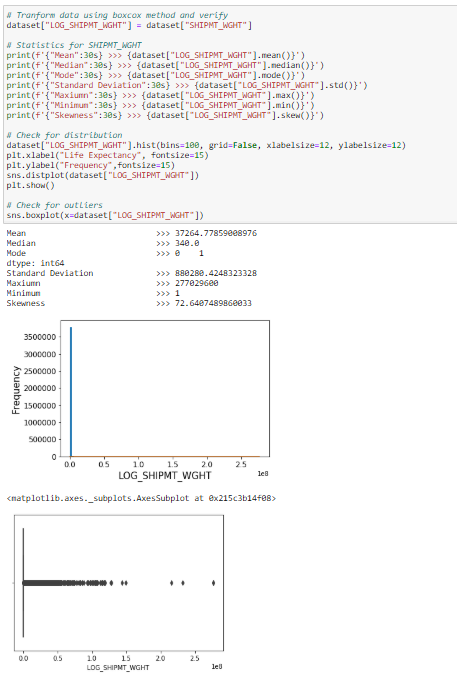 # Tranform data using boxcox method and verify
dataset["LOG_SHIPMT_WGHT"] = dataset["SHIPMT_WGHT"]
# Statistics for SHIPMT_WGHT
print(f'{"Mean":30s} >>> {dataset["LOG_SHIPMT_WGHT"].mean()}')
print(f'{"Median":30s} >>> {dataset["LOG_SHIPMT_WGHT"].median()}')
print(f'{"Mode":30s} >>> {dataset["LOG_SHIPMT_WGHT"].mode()}')
print(f'{"Standard Deviation":30s} >>> {dataset["LOG_SHIPMT_WGHT"].std()}')
print(f'{"Maxiumn":30s} >>> {dataset["LOG_SHIPMT_WGHT"].max()}')
print(f'{"Minimum":30s} >>> {dataset["LOG_SHIPMT_WGHT"].min()}')
print(f'{"Skewness":30s} >>> {dataset["LOG_SHIPMT_WGHT"].skew()}')
# Check for distribution
dataset["LOG_SHIPMT_WGHT"].hist(bins=100, grid=False, xlabelsize=12, ylabelsize=12)
plt.xlabel("Life Expectancy", fontsize=15)
plt.ylabel("Frequency",fontsize=15)
sns.distplot(dataset["LOG_SHIPMT_WGHT"])
plt.show()
# Check for outliers
sns.boxplot(x=dataset["LOG_SHIPMT_WGHT"])
Mean >>> 37264.77859008976
Median >>> 340.0
Mode >>> 0 1
dtype: int64
Standard Deviation >>> 880280.4248323328
Maxiumn >>> 277029600
Minimum >>> 1
Skewness >>> 72.6407489860033
3500000
3000000
2500000
2000000
1500000
1000000
500000
0
Frequency
0.0 0.5 1.0 1.5 2.0 2.5
1e8
LOG_SHIPMT_WGHT
<matplotlib.axes._subplots.AxesSubplot at 0x215c3b14f08>
0.0 0.5 1.0 1.5 2.0 2.5
1e8
LOG_SHIPMT_WGHT